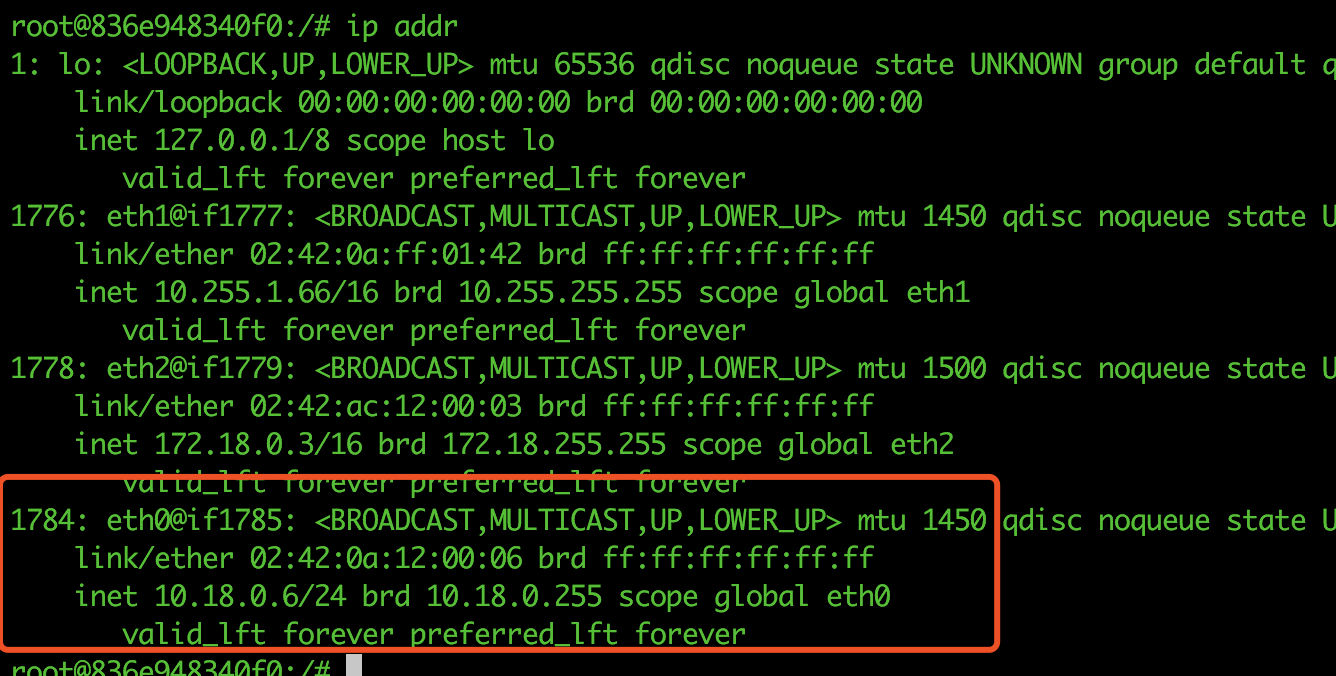 root@836e948340f0:/# ip addr
1: lo: <LOOPBACK,UP,LOWER_UP> mtu 65536 qdisc noqueue state UNKNOWN group default q
    link/loopback 00:00:00:00:00:00 brd 00:00:00:00:00:00
    inet 127.0.0.1/8 scope host lo
       valid_lft forever preferred_lft forever
1776: eth1@if1777: <BROADCAST,MULTICAST,UP,LOWER_UP> mtu 1450 qdisc noqueue state U
    link/ether 02:42:0a:ff:01:42 brd ff:ff:ff:ff:ff:ff
    inet 10.255.1.66/16 brd 10.255.255.255 scope global eth1
       valid_lft forever preferred_lft forever
1778: eth2@if1779: <BROADCAST,MULTICAST,UP,LOWER_UP> mtu 1500 qdisc noqueue state U
    link/ether 02:42:ac:12:00:03 brd ff:ff:ff:ff:ff:ff
    inet 172.18.0.3/16 brd 172.18.255.255 scope global eth2
       valid_lft forever preferred_lft forever
1784: eth0@if1785: <BROADCAST,MULTICAST,UP,LOWER_UP> mtu 1450 qdisc noqueue state U
    link/ether 02:42:0a:12:00:06 brd ff:ff:ff:ff:ff:ff
    inet 10.18.0.6/24 brd 10.18.0.255 scope global eth0
       valid_lft forever preferred_lft forever
root@836e948340f0:/#